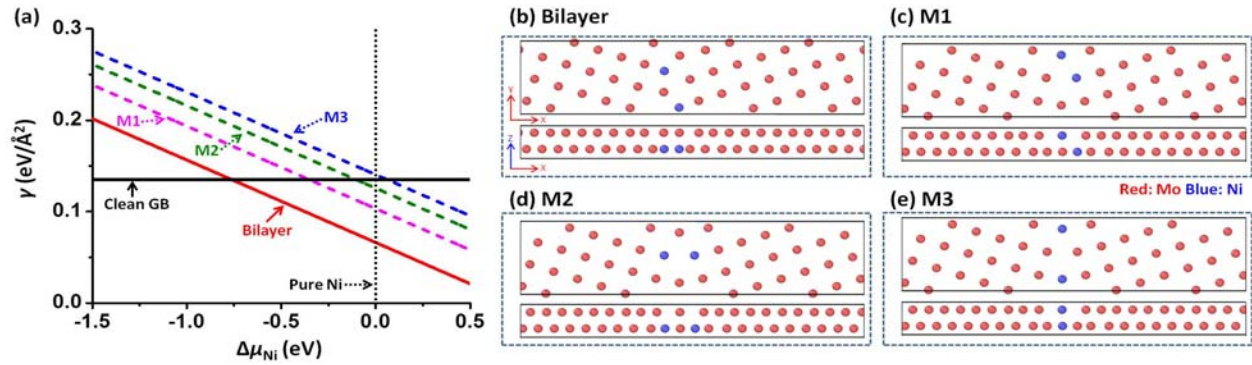 (a)
0.3
0.2
0.1
0.0
γ (eV/Å²)
M1
M2
M3
Clean GB
Bilayer
Pure Ni
-1.5 -1.0 -0.5 0.0 0.5
ΔμNi (eV)
(b) Bilayer
Y
X
Z
X
(c) M1
Red: Mo Blue: Ni
(d) M2
(e) M3